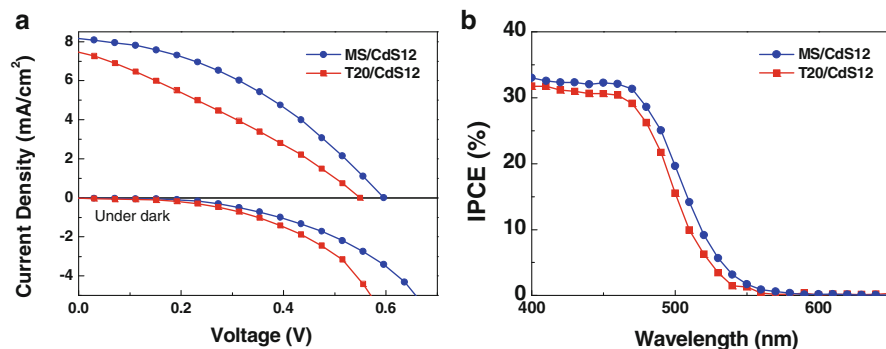 a
Current Density (mA/cm²)
8
6
4
2
0
-2
-4
MS/CdS12
T20/CdS12
Under dark
0.0 0.2 0.4 0.6
Voltage (V)
b
IPCE (%)
40
30
20
10
0
MS/CdS12
T20/CdS12
400 500 600
Wavelength (nm)